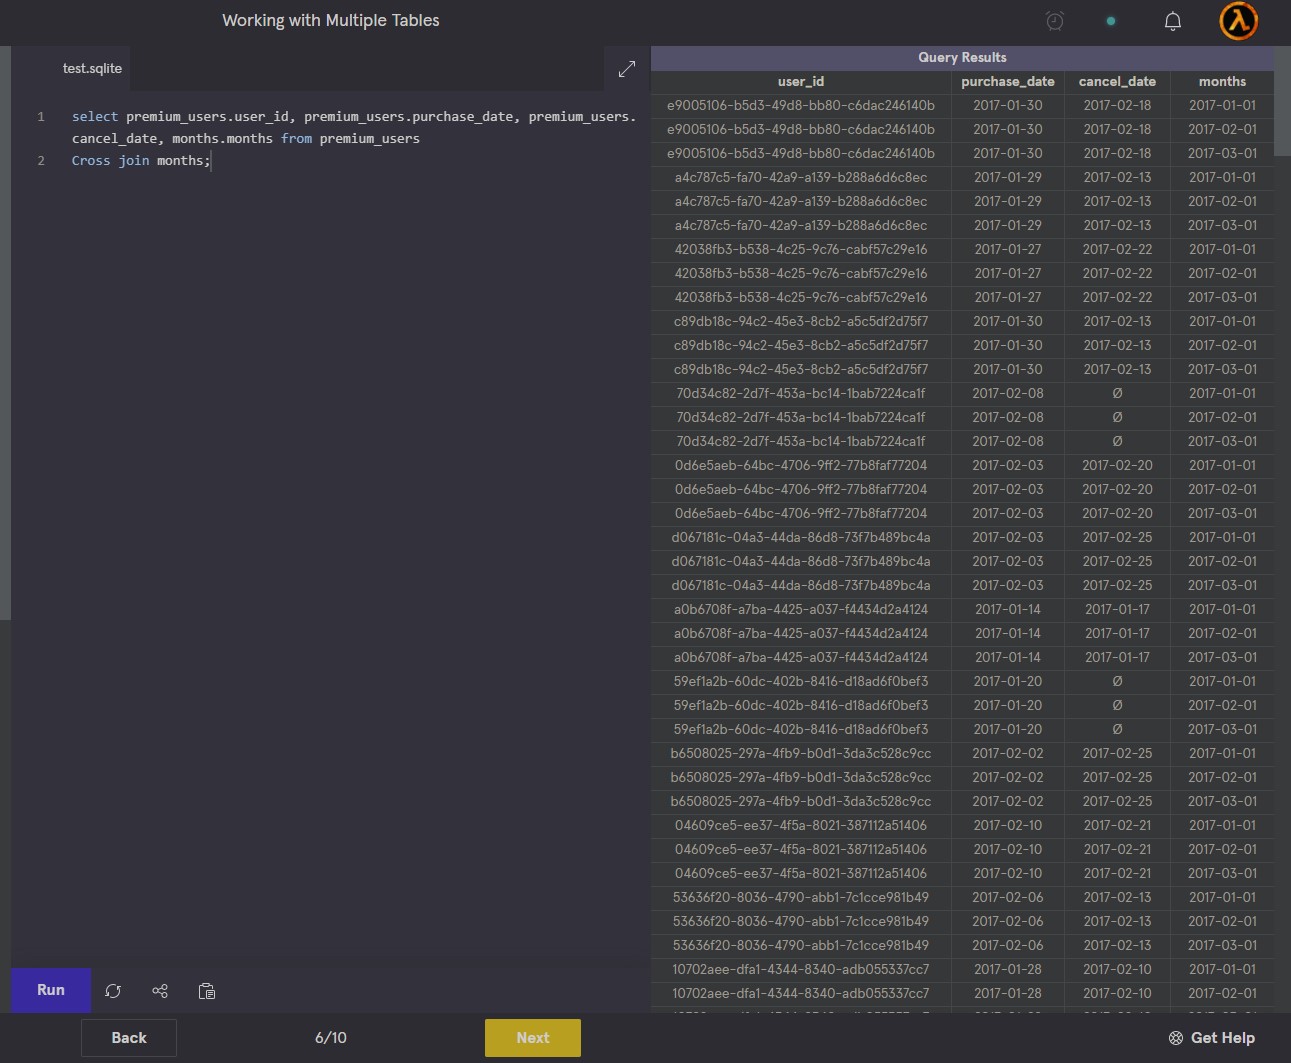 Working with Multiple Tables
test.sqlite
1 select premium_users.user_id, premium_users.purchase_date, premium_users.
cancel_date, months.months from premium_users
2 Cross join months;
Query Results
user_id purchase_date cancel_date months
e9005106-b5d3-49d8-bb80-c6dac246140b 2017-01-30 2017-02-18 2017-01-01
e9005106-b5d3-49d8-bb80-c6dac246140b 2017-01-30 2017-02-18 2017-02-01
e9005106-b5d3-49d8-bb80-c6dac246140b 2017-01-30 2017-02-18 2017-03-01
a4c787c5-fa70-42a9-a139-b288a6d6c8ec 2017-01-29 2017-02-13 2017-01-01
a4c787c5-fa70-42a9-a139-b288a6d6c8ec 2017-01-29 2017-02-13 2017-02-01
a4c787c5-fa70-42a9-a139-b288a6d6c8ec 2017-01-29 2017-02-13 2017-03-01
42038fb3-b538-4c25-9c76-cabf57c29e16 2017-01-27 2017-02-22 2017-01-01
42038fb3-b538-4c25-9c76-cabf57c29e16 2017-01-27 2017-02-22 2017-02-01
42038fb3-b538-4c25-9c76-cabf57c29e16 2017-01-27 2017-02-22 2017-03-01
c89db18c-94c2-45e3-8cb2-a5c5df2d75f7 2017-01-30 2017-02-13 2017-01-01
c89db18c-94c2-45e3-8cb2-a5c5df2d75f7 2017-01-30 2017-02-13 2017-02-01
c89db18c-94c2-45e3-8cb2-a5c5df2d75f7 2017-01-30 2017-02-13 2017-03-01
70d34c82-2d7f-453a-bc14-1bab7224ca1f 2017-02-08 Ø 2017-01-01
70d34c82-2d7f-453a-bc14-1bab7224ca1f 2017-02-08 Ø 2017-02-01
70d34c82-2d7f-453a-bc14-1bab7224ca1f 2017-02-08 Ø 2017-03-01
0d6e5aeb-64bc-4706-9ff2-77b8faf77204 2017-02-03 2017-02-20 2017-01-01
0d6e5aeb-64bc-4706-9ff2-77b8faf77204 2017-02-03 2017-02-20 2017-02-01
0d6e5aeb-64bc-4706-9ff2-77b8faf77204 2017-02-03 2017-02-20 2017-03-01
d067181c-04a3-44da-86d8-73f7b489bc4a 2017-02-03 2017-02-25 2017-01-01
d067181c-04a3-44da-86d8-73f7b489bc4a 2017-02-03 2017-02-25 2017-02-01
d067181c-04a3-44da-86d8-73f7b489bc4a 2017-02-03 2017-02-25 2017-03-01
a0b6708f-a7ba-4425-a037-f4434d2a4124 2017-01-14 2017-01-17 2017-01-01
a0b6708f-a7ba-4425-a037-f4434d2a4124 2017-01-14 2017-01-17 2017-02-01
a0b6708f-a7ba-4425-a037-f4434d2a4124 2017-01-14 2017-01-17 2017-03-01
59ef1a2b-60dc-402b-8416-d18ad6f0bef3 2017-01-20 Ø 2017-01-01
59ef1a2b-60dc-402b-8416-d18ad6f0bef3 2017-01-20 Ø 2017-02-01
59ef1a2b-60dc-402b-8416-d18ad6f0bef3 2017-01-20 Ø 2017-03-01
b6508025-297a-4fb9-b0d1-3da3c528c9cc 2017-02-02 2017-02-25 2017-01-01
b6508025-297a-4fb9-b0d1-3da3c528c9cc 2017-02-02 2017-02-25 2017-02-01
b6508025-297a-4fb9-b0d1-3da3c528c9cc 2017-02-02 2017-02-25 2017-03-01
04609ce5-ee37-4f5a-8021-387112a51406 2017-02-10 2017-02-21 2017-01-01
04609ce5-ee37-4f5a-8021-387112a51406 2017-02-10 2017-02-21 2017-02-01
04609ce5-ee37-4f5a-8021-387112a51406 2017-02-10 2017-02-21 2017-03-01
53636f20-8036-4790-abb1-7c1cce981b49 2017-02-06 2017-02-13 2017-01-01
53636f20-8036-4790-abb1-7c1cce981b49 2017-02-06 2017-02-13 2017-02-01
53636f20-8036-4790-abb1-7c1cce981b49 2017-02-06 2017-02-13 2017-03-01
10702aee-dfa1-4344-8340-adb055337cc7 2017-01-28 2017-02-10 2017-01-01
10702aee-dfa1-4344-8340-adb055337cc7 2017-01-28 2017-02-10 2017-02-01
Run
Back 6/10 Next Get Help